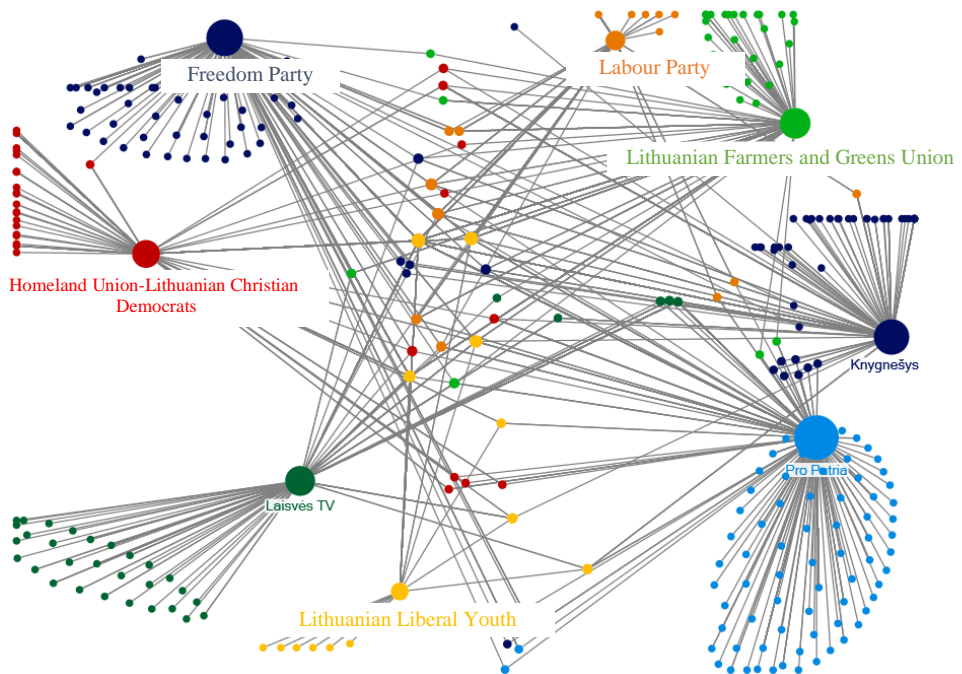 Freedom Party
Labour Party
Lithuanian Farmers and Greens Union
Homeland Union-Lithuanian Christian
Democrats
Knygnešys
Pro Patria
Laisvės TV
Lithuanian Liberal Youth